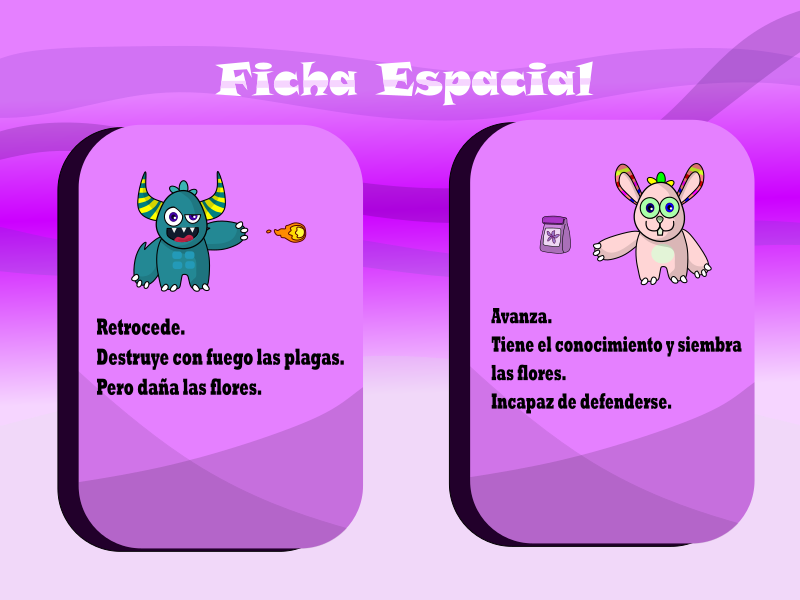 Ficha Espacial
Retrocede.
Destruye con fuego las plagas.
Pero daña las flores.
Avanza.
Tiene el conocimiento y siembra
las flores.
Incapaz de defenderse.